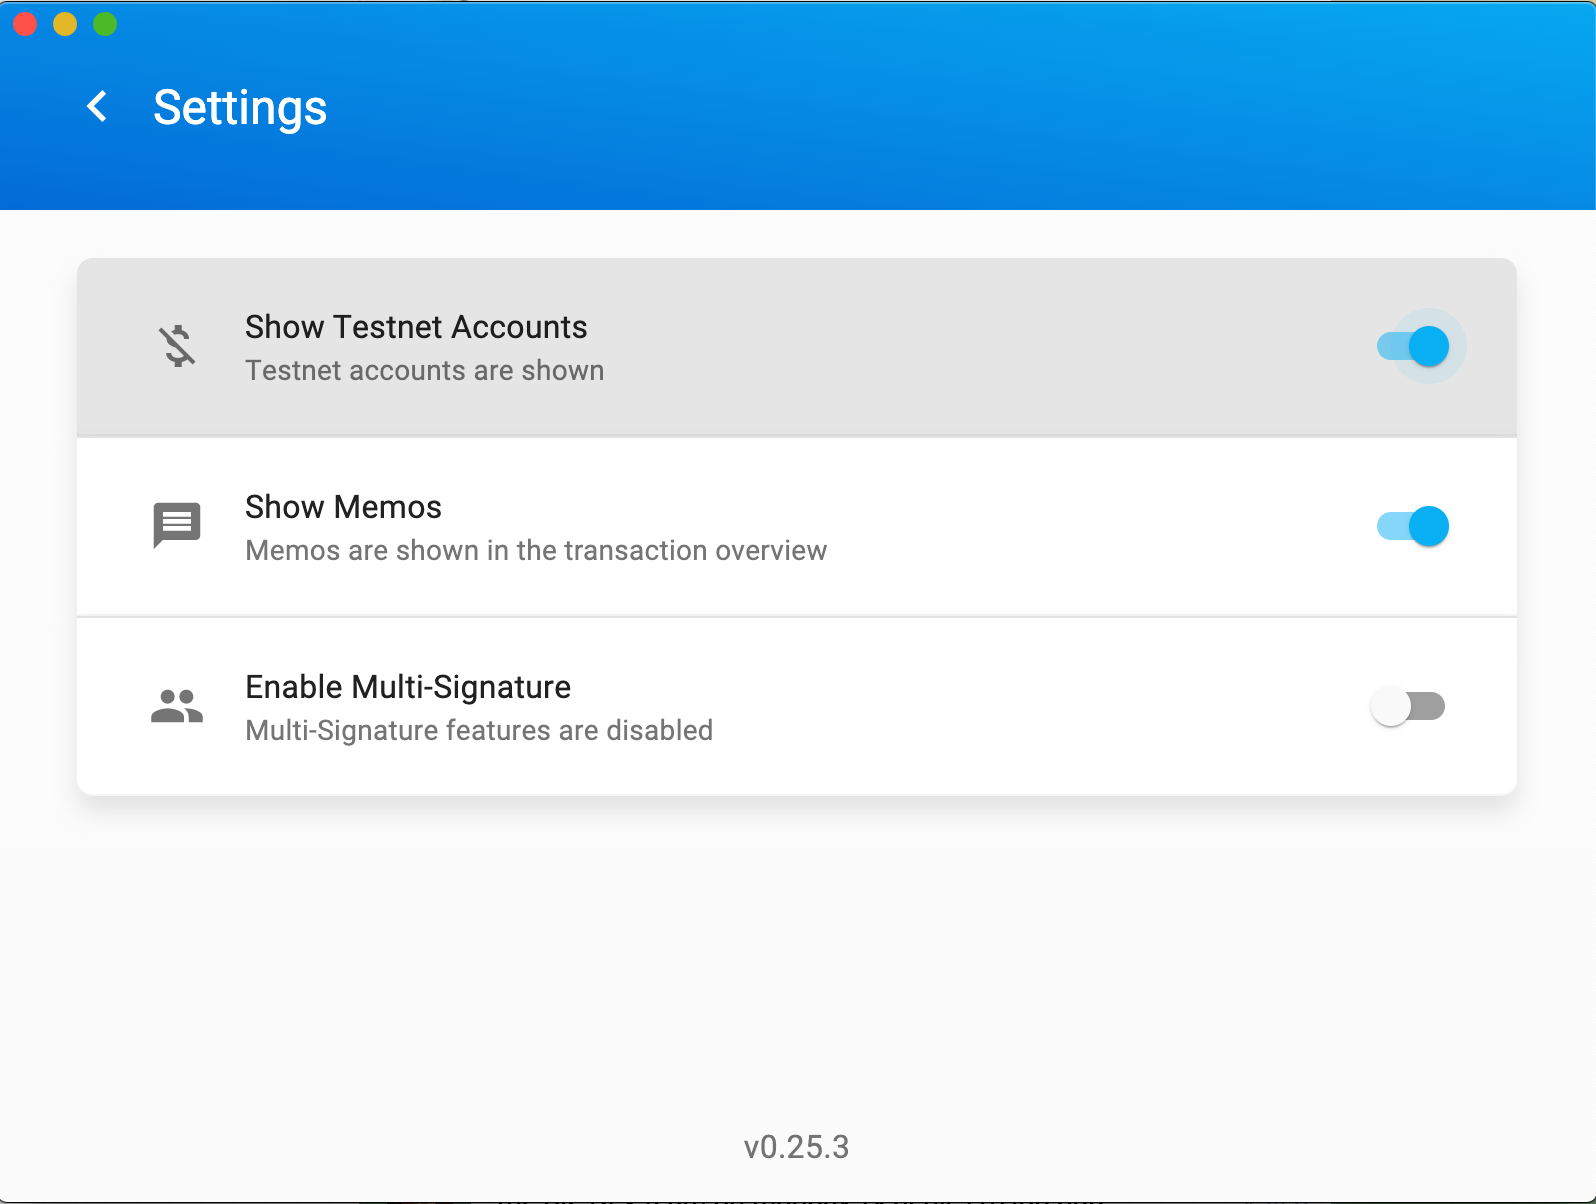 Settings
Show Testnet Accounts
Testnet accounts are shown
Show Memos
Memos are shown in the transaction overview
Enable Multi-Signature
Multi-Signature features are disabled
v0.25.3